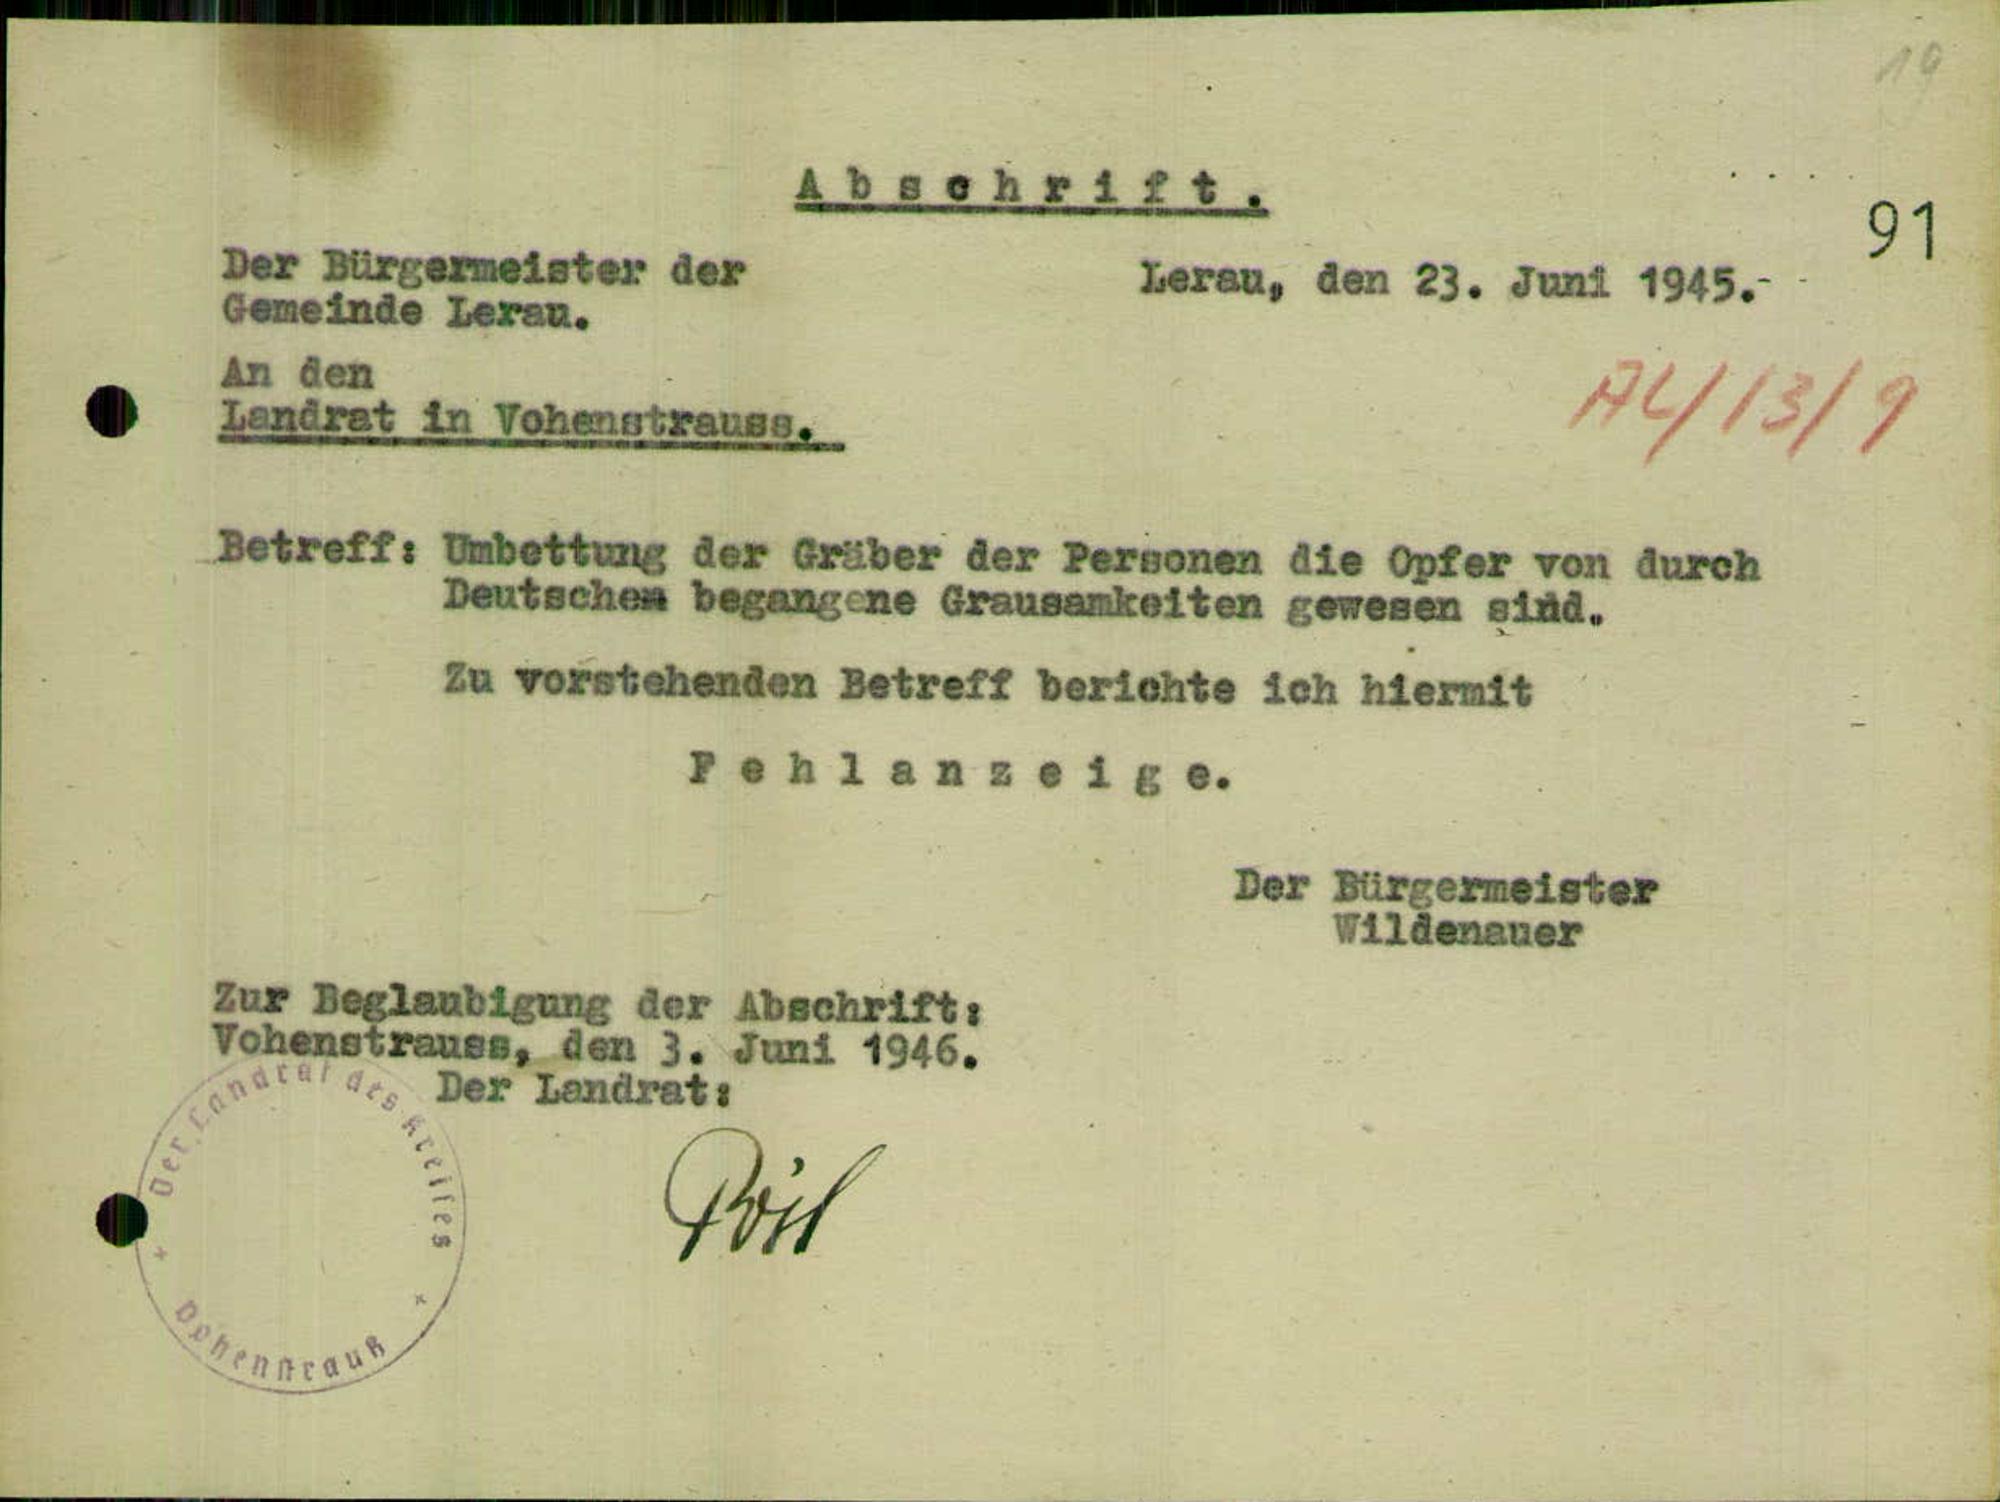 19
A b s c h r i f t .
91
Der Bürgermeister der
Gemeinde Lerau.
Lerau, den 23. Juni 1945.-
An den
Landrat in Vohenstrauss.
AL/13/9
Betreff: Umbettung der Gräber der Personen die Opfer von durch
Deutschen begangene Grausamkeiten gewesen sind.
Zu vorstehenden Betreff berichte ich hiermit
F e h l a n z e i g e.
Der Bürgermeister
Wildenauer
Zur Beglaubigung der Abschrift:
Vohenstrauss, den 3. Juni 1946.
Der Landrat:
Der Landrat des Kreises
Vohenstrauß